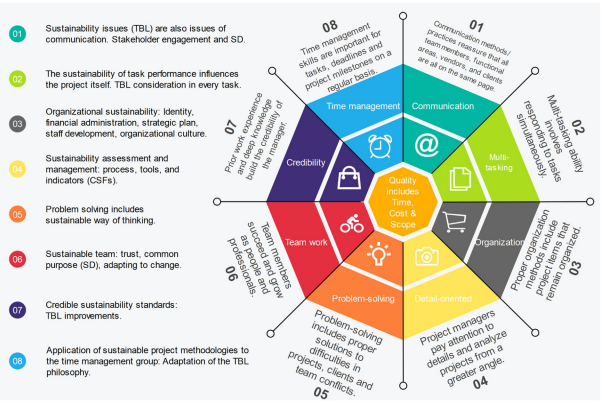 01
Sustainability issues (TBL) are also issues of
communication. Stakeholder engagement and SD.
02
The sustainability of task performance influences
the project itself. TBL consideration in every task.
03
Organizational sustainability: Identity,
financial administration, strategic plan,
staff development, organizational culture.
04
Sustainability assessment and
management: process, tools, and
indicators (CSFs).
05
Problem solving includes
sustainable way of thinking.
06
Sustainable team: trust, common
purpose (SD), adapting to change.
07
Credible sustainability standards:
TBL improvements.
08
Application of sustainable project methodologies to
the time management group: Adaptation of the TBL
philosophy.
Quality
includes
Time,
Cost &
Scope
Communication
@
01
Communication methods/
practices reassure that all
team members, functional
areas, vendors, and clients
are all on the same page.
Multi-
tasking
02
Multi-tasking ability
involves
responding to tasks
simultaneously.
Organization
03
Proper organization
methods include
project items that
remain organized.
Detail-oriented
Project managers
pay attention to
details and analyze
projects from a
greater angle.
04
Problem-solving
Problem-solving
includes proper
solutions to
difficulties in
projects, clients and
team conflicts.
05
Team work
Team members
succeed and grow
as people and
professionals.
06
Credibility
07
Prior work experience
and deep knowledge
build the credibility of
the manager.
Time management
08
Time management
skills are important for
tasks, deadlines and
project milestones on a
regular basis.